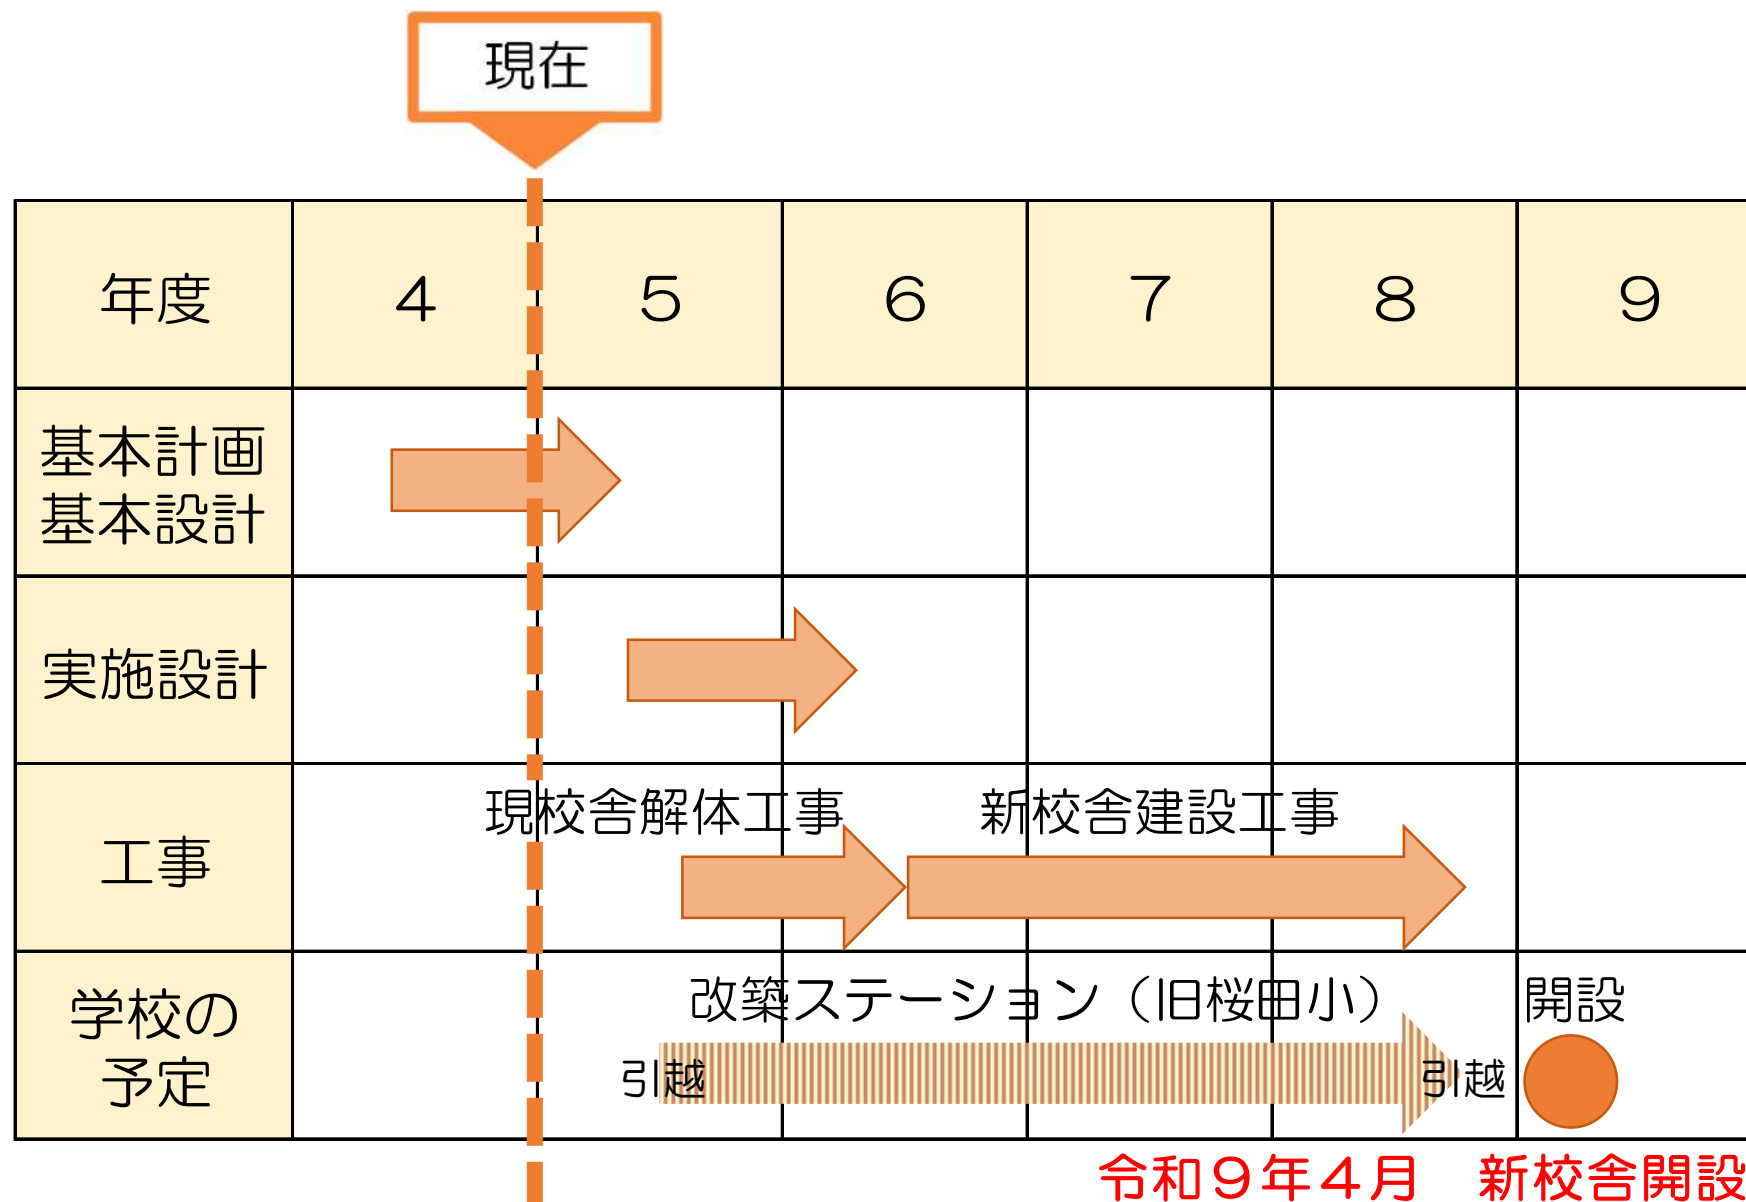 現在
年度 4 5 6 7 8 9
基本計画
基本設計
実施設計
現校舎解体工事 新校舎建設工事
工事
改築ステーション（旧桜田小） 開設
学校の
予定
引越 引越
令和9年4月　新校舎開設